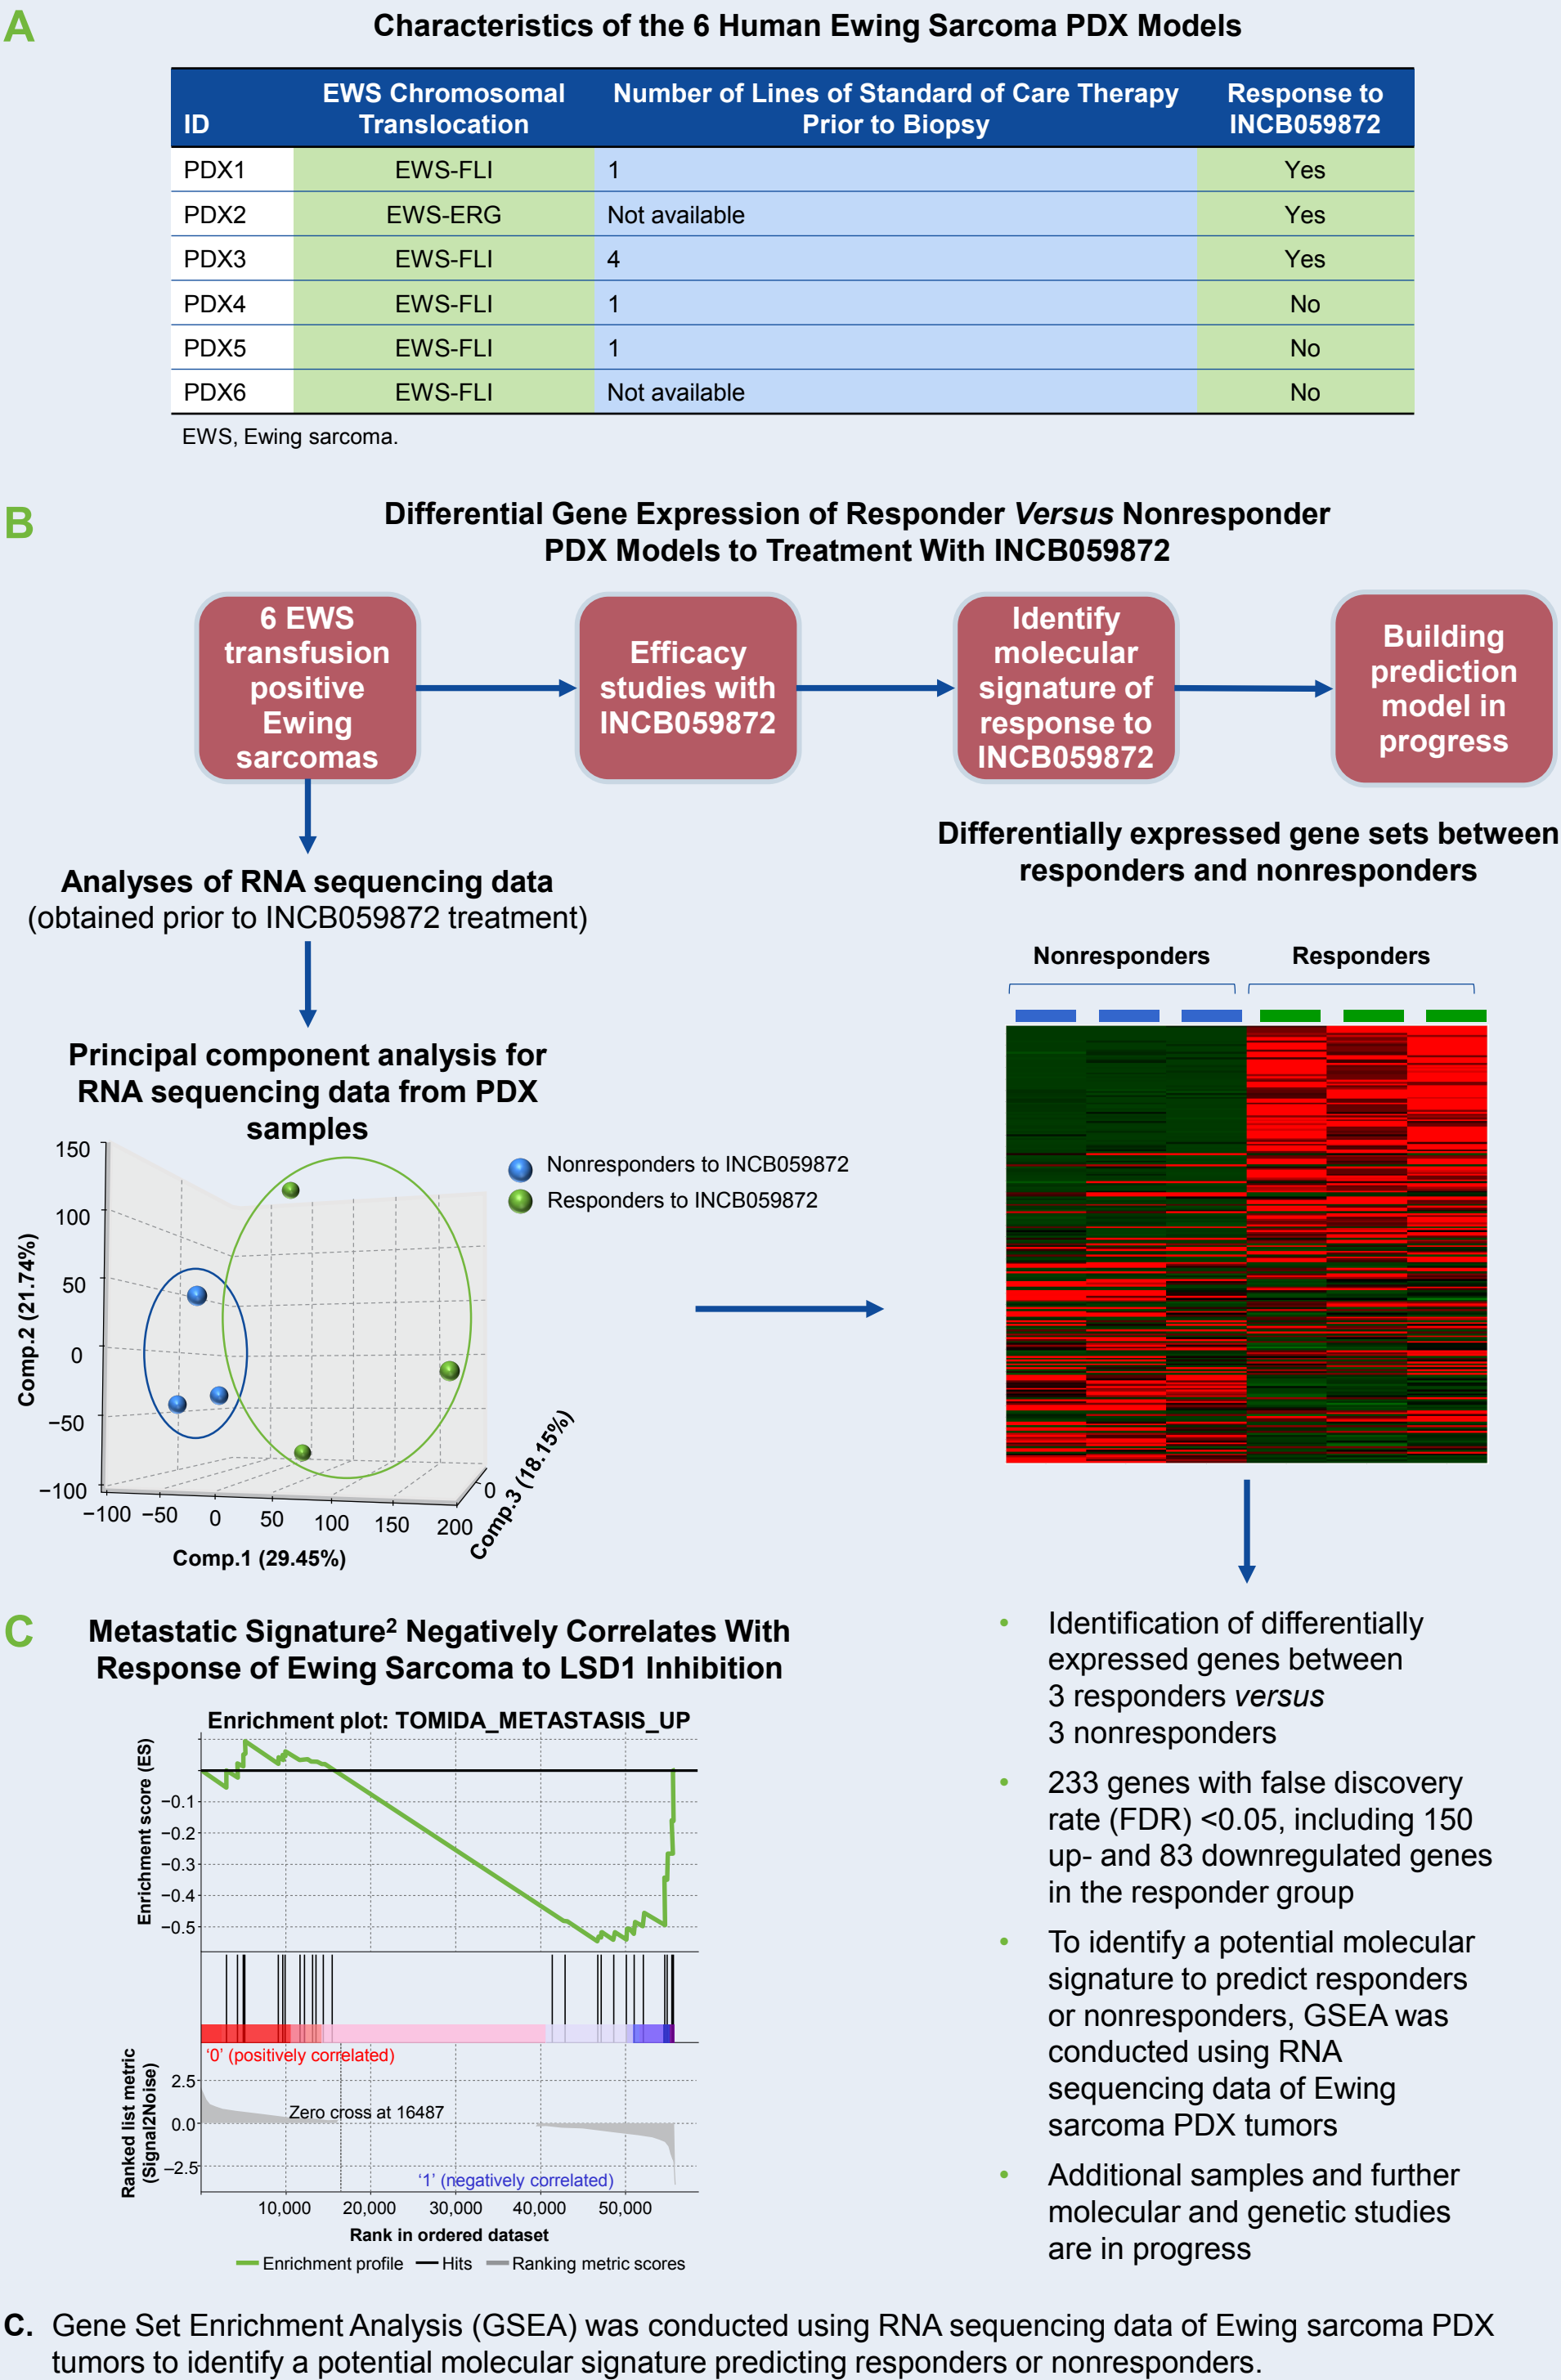 A
Characteristics of the 6 Human Ewing Sarcoma PDX Models
ID
EWS Chromosomal
Translocation
Number of Lines of Standard of Care Therapy
Prior to Biopsy
Response to
INCB059872
PDX1 EWS-FLI 1 Yes
PDX2 EWS-ERG Not available Yes
PDX3 EWS-FLI 4 Yes
PDX4 EWS-FLI 1 No
PDX5 EWS-FLI 1 No
PDX6 EWS-FLI Not available No
EWS, Ewing sarcoma.
B
Differential Gene Expression of Responder Versus Nonresponder
PDX Models to Treatment With INCB059872
6 EWS
transfusion
positive
Ewing
sarcomas
Efficacy
studies with
INCB059872
Identify
molecular
signature of
response to
INCB059872
Building
prediction
model in
progress
Analyses of RNA sequencing data
(obtained prior to INCB059872 treatment)
Principal component analysis for
RNA sequencing data from PDX
samples
Nonresponders to INCB059872
Responders to INCB059872
Comp.2 (21.74%)
150
100
50
0
−50
−100
−100 −50 0 50 100 150 200
Comp.1 (29.45%)
0
Comp.3 (18.15%)
Differentially expressed gene sets between
responders and nonresponders
Nonresponders Responders
C
Metastatic Signature² Negatively Correlates With
Response of Ewing Sarcoma to LSD1 Inhibition
Enrichment plot: TOMIDA_METASTASIS_UP
Enrichment score (ES)
−0.1
−0.2
−0.3
−0.4
−0.5
‘0’ (positively correlated)
Ranked list metric
(Signal2Noise)
2.5
0.0
−2.5
Zero cross at 16487
‘1’ (negatively correlated)
10,000 20,000 30,000 40,000 50,000
Rank in ordered dataset
Enrichment profile Hits Ranking metric scores
• Identification of differentially
expressed genes between
3 responders versus
3 nonresponders
• 233 genes with false discovery
rate (FDR) <0.05, including 150
up- and 83 downregulated genes
in the responder group
• To identify a potential molecular
signature to predict responders
or nonresponders, GSEA was
conducted using RNA
sequencing data of Ewing
sarcoma PDX tumors
• Additional samples and further
molecular and genetic studies
are in progress
C. Gene Set Enrichment Analysis (GSEA) was conducted using RNA sequencing data of Ewing sarcoma PDX
tumors to identify a potential molecular signature predicting responders or nonresponders.